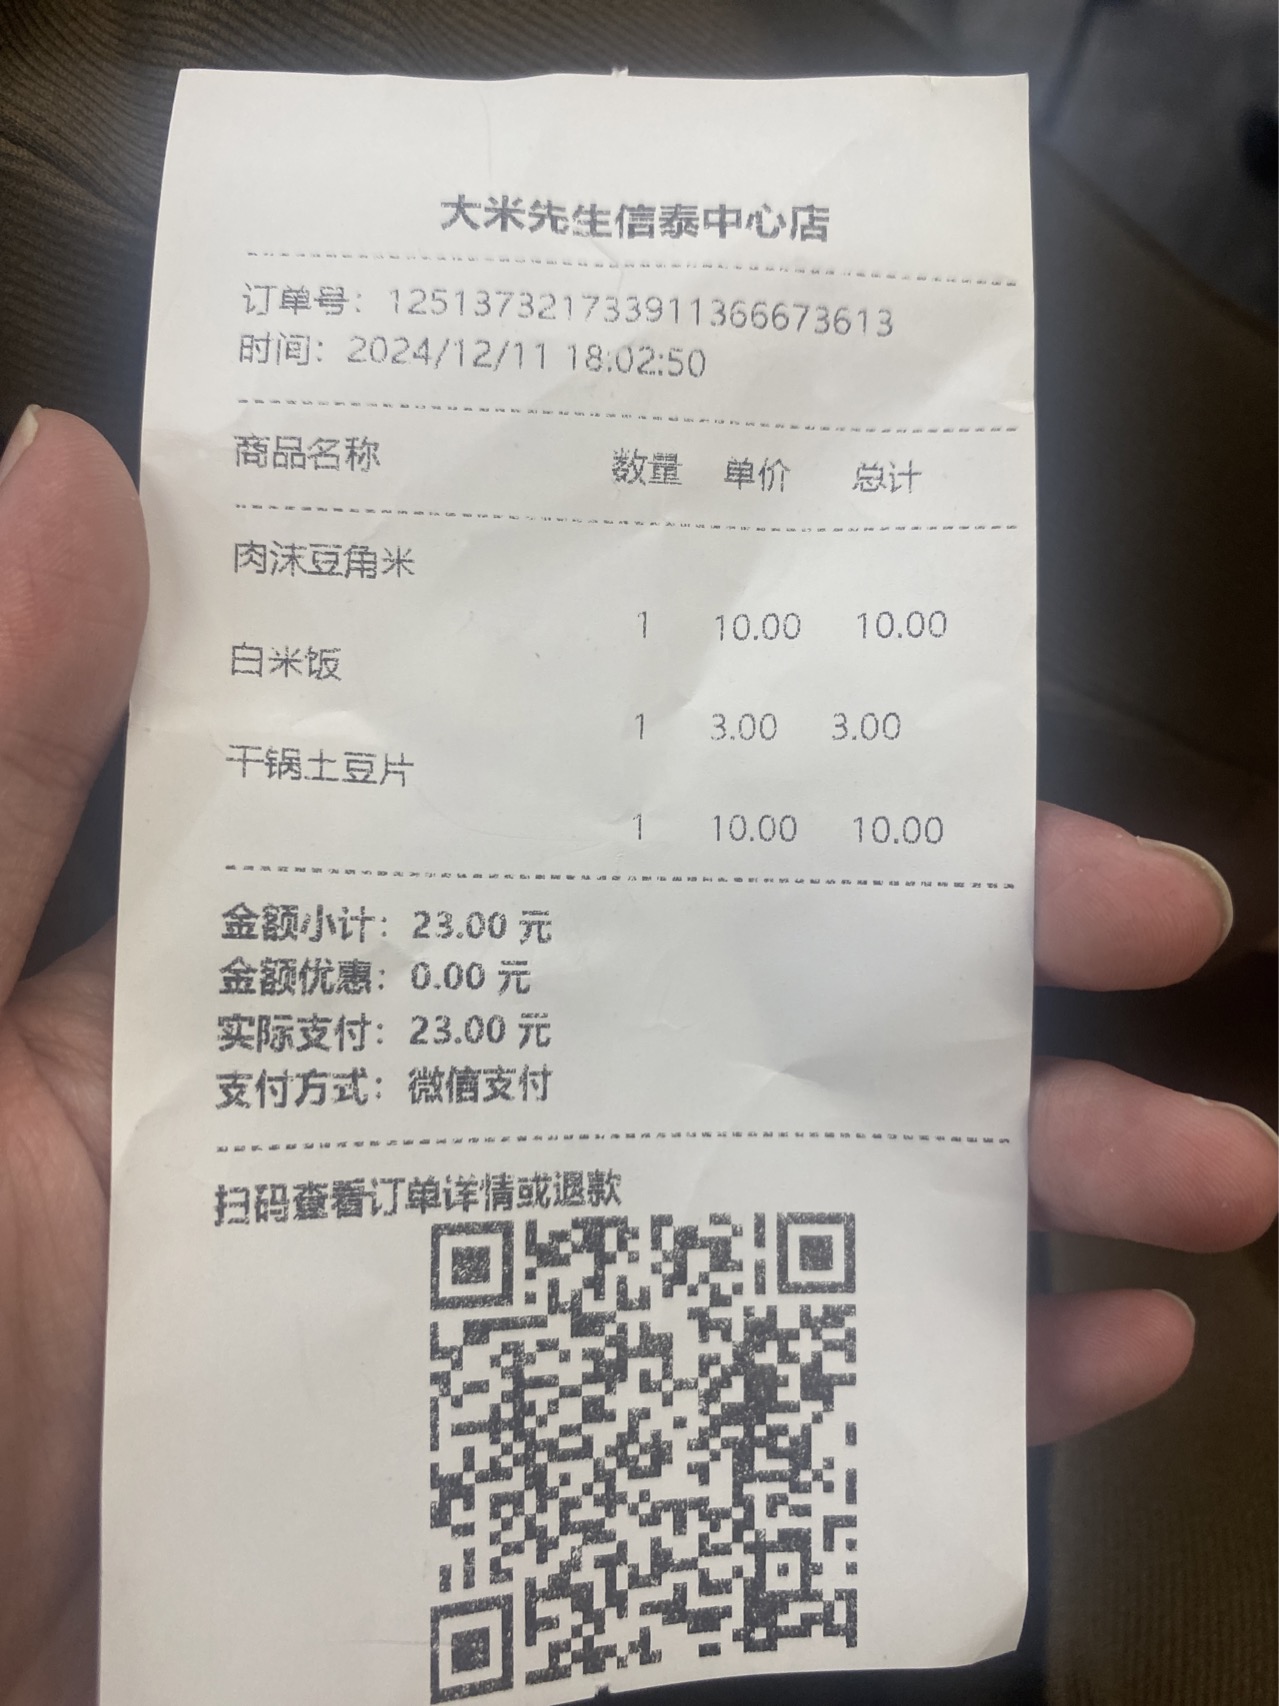 大米先生信泰中心店
订单号：125137321733911366673613
时间：2024/12/11 18:02:50
商品名称 数量 单价 总计
肉沫豆角米
1 10.00 10.00
白米饭
1 3.00 3.00
干锅土豆片
1 10.00 10.00
金额小计：23.00 元
金额优惠：0.00 元
实际支付：23.00 元
支付方式：微信支付
扫码查看订单详情或退款